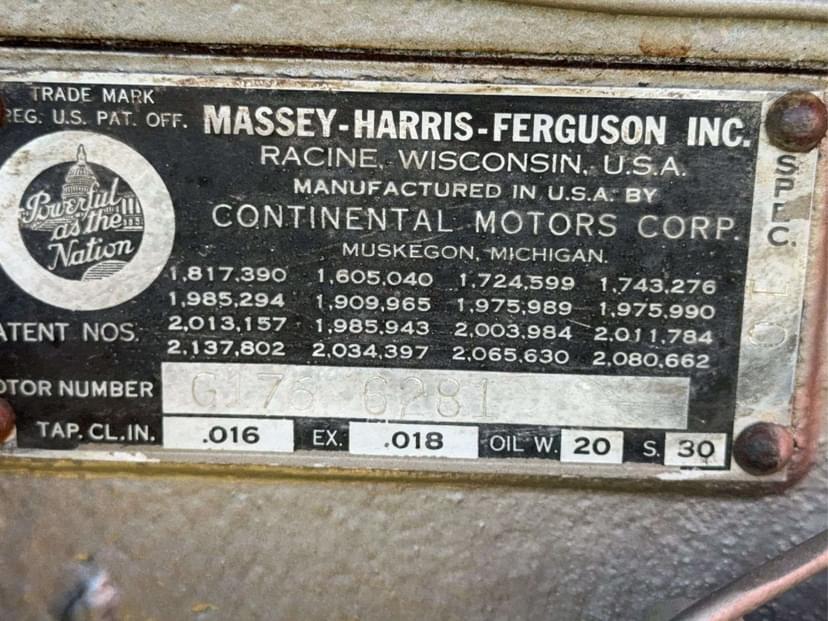 TRADE MARK
REG. U.S. PAT. OFF.
MASSEY-HARRIS-FERGUSON INC.
RACINE, WISCONSIN, U.S.A.
MANUFACTURED IN U.S.A. BY
CONTINENTAL MOTORS CORP.
MUSKEGON, MICHIGAN.
Powerful
as the
Nation
1,817,390 1,605,040 1,724,599 1,743,276
1,985,294 1,909,965 1,975,989 1,975,990
PATENT NOS. 2,013,157 1,985,943 2,003,984 2,011,784
2,137,802 2,034,397 2,065,630 2,080,662
MOTOR NUMBER G176 6281
TAP. CL. IN. .016 EX. .018 OIL W. 20 S. 30
SPEC.